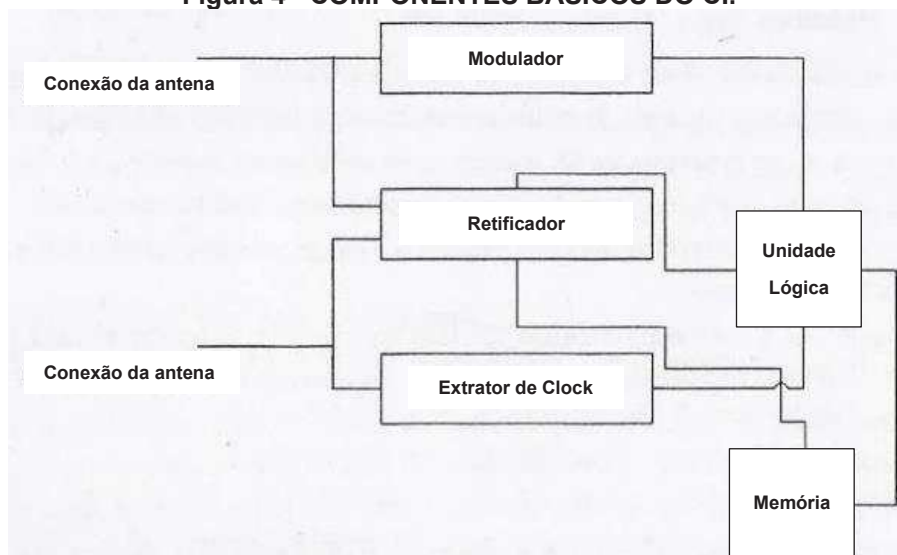 Figura 4 - COMPONENTES BÁSICOS DO CI.
Modulador
Conexão da antena
Retificador
Unidade
Lógica
Conexão da antena
Extrator de Clock
Memória